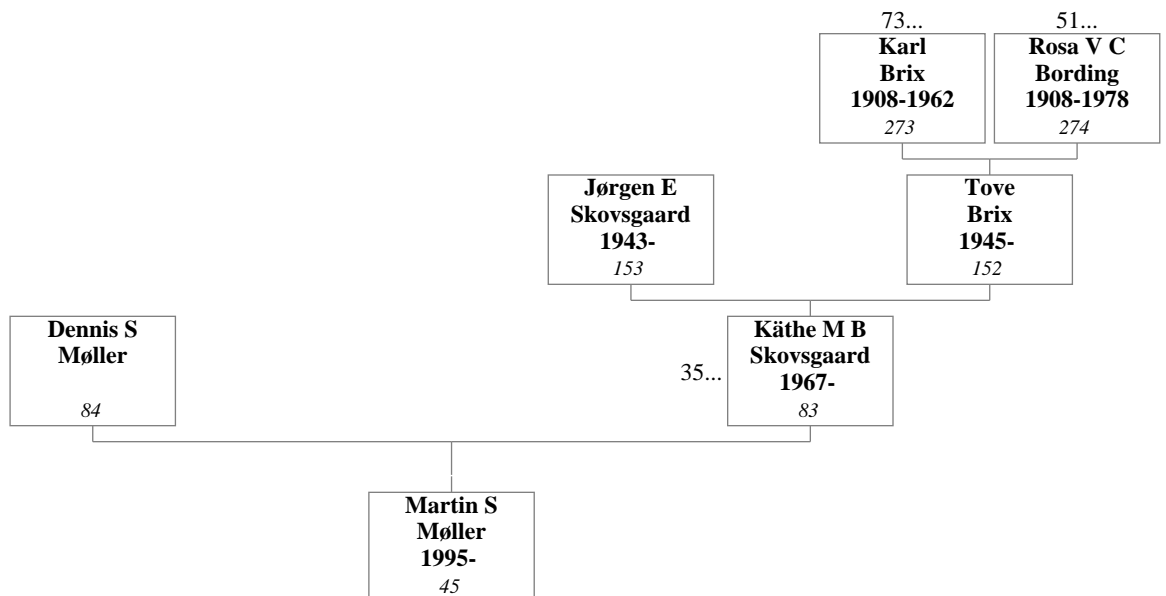 73...
Karl
Brix
1908-1962
273
51...
Rosa V C
Bording
1908-1978
274
Jørgen E
Skovsgaard
1943-
153
Tove
Brix
1945-
152
Dennis S
Møller
84
35...
Käthe M B
Skovsgaard
1967-
83
Martin S
Møller
1995-
45